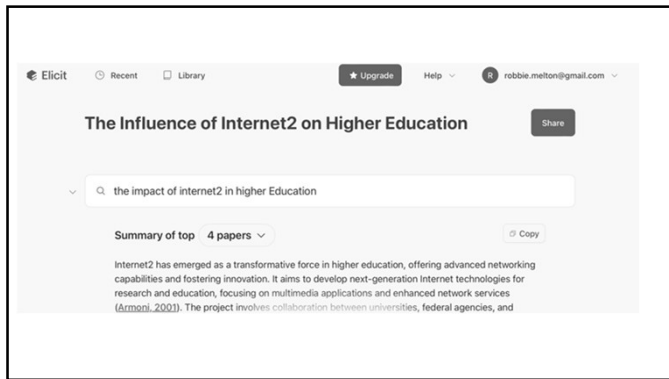 Elicit Recent Library Upgrade Help R robbie.melton@gmail.com
The Influence of Internet2 on Higher Education Share
the impact of internet2 in higher Education
Summary of top 4 papers Copy
Internet2 has emerged as a transformative force in higher education, offering advanced networking
capabilities and fostering innovation. It aims to develop next-generation Internet technologies for
research and education, focusing on multimedia applications and enhanced network services
(Armoni, 2001). The project involves collaboration between universities, federal agencies, and